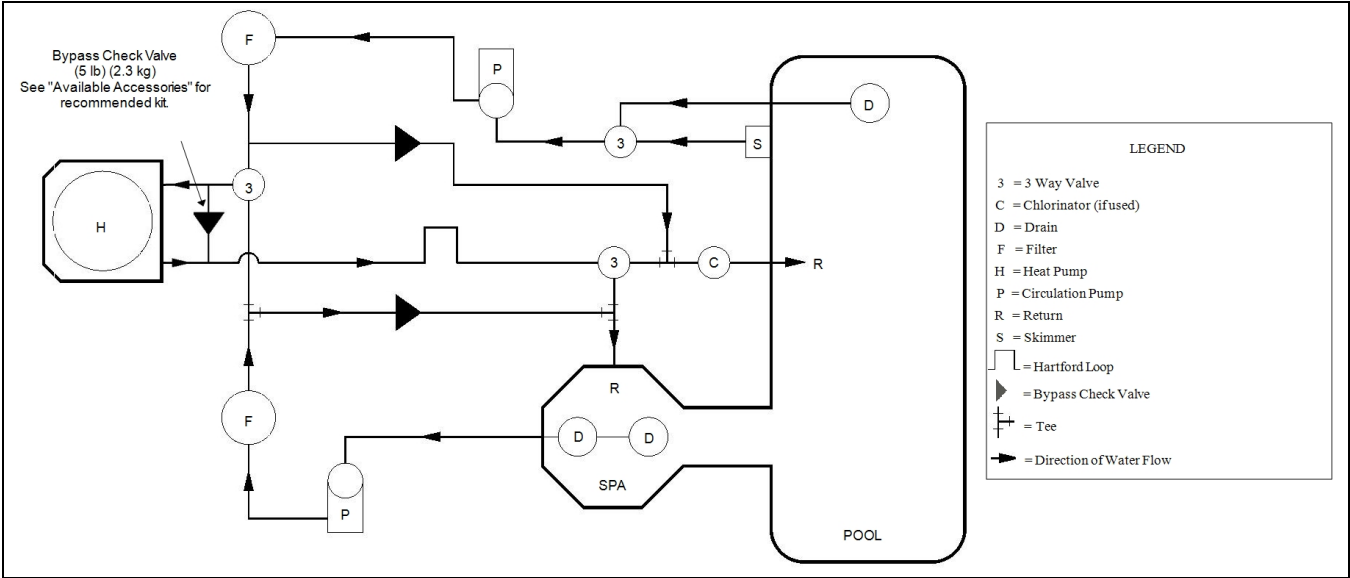 Bypass Check Valve
(5 lb) (2.3 kg)
See "Available Accessories" for
recommended kit.
F
P
D
3
S
3
H
3
C
R
R
F
D
D
SPA
P
POOL
LEGEND
3 = 3 Way Valve
C = Chlorinator (if used)
D = Drain
F = Filter
H = Heat Pump
P = Circulation Pump
R = Return
S = Skimmer
= Hartford Loop
= Bypass Check Valve
= Tee
= Direction of Water Flow